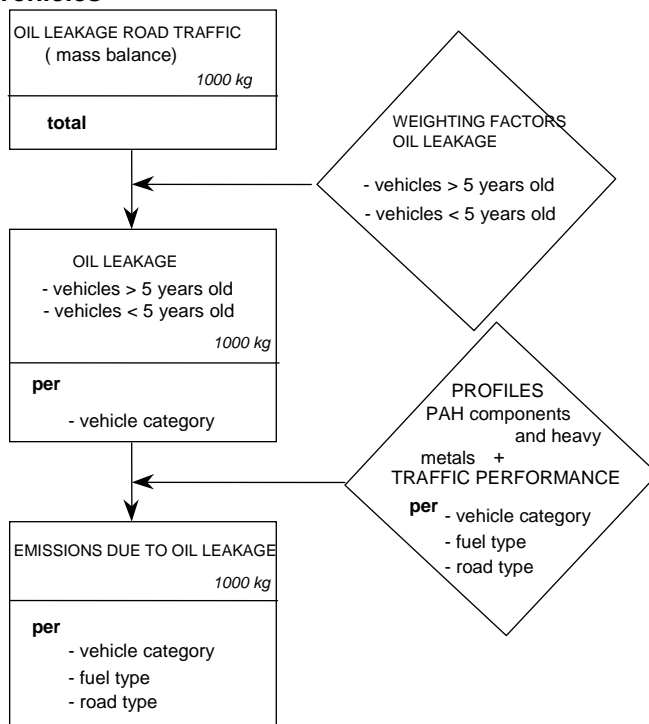 OIL LEAKAGE ROAD TRAFFIC
( mass balance)
1000 kg
total
WEIGHTING FACTORS
OIL LEAKAGE
- vehicles > 5 years old
- vehicles < 5 years old
OIL LEAKAGE
- vehicles > 5 years old
- vehicles < 5 years old
1000 kg
per
- vehicle category
PROFILES
PAH components
and heavy
metals +
TRAFFIC PERFORMANCE
per
- vehicle category
- fuel type
- road type
EMISSIONS DUE TO OIL LEAKAGE
1000 kg
per
- vehicle category
- fuel type
- road type